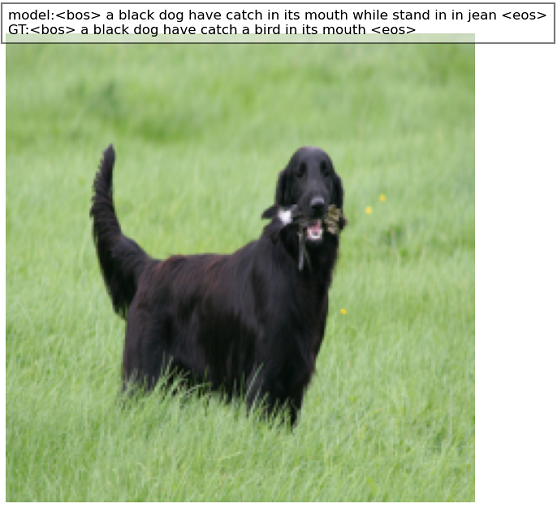 model:<bos> a black dog have catch in its mouth while stand in in jean <eos>
GT:<bos> a black dog have catch a bird in its mouth <eos>